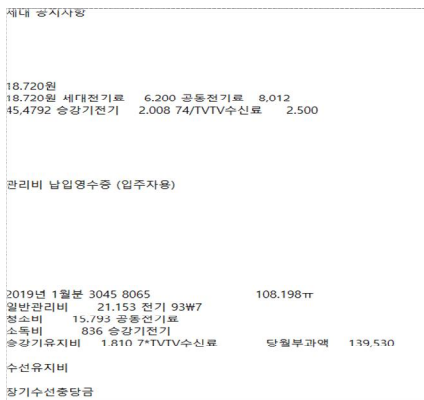 세대 공지사항
18.720원
18.720원 세대전기료 6.200 공동전기료 8,012
45,4792 승강기전기 2.008 74/TVTV수신료 2.500
관리비 납입영수증 (입주자용)
2019년 1월분 3045 8065 108.198ㅠ
일반관리비 21.153 전기 93₩7
청소비 15.793 공동전기료
소독비 836 승강기전기
승강기유지비 1.810 7*TVTV수신료 당월부과액 139,530
수선유지비
장기수선충당금